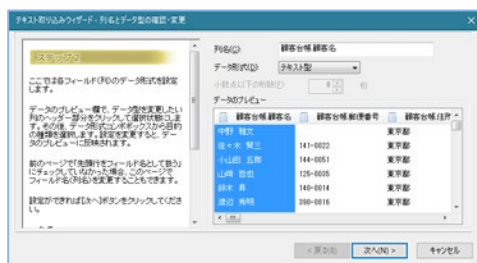 テキスト取り込みウィザード - 列名とデータ型の確認・変更
ステップ2
ここでは各フィールド(列)のデータ形式を設定
します。
データのプレビュー欄で、データ型を変更したい
列のヘッダー部分をクリックして選択状態にしま
す。その後、データ形式コンボボックスから目的
の種類を選択します。設定を変更すると、デー
タのプレビューに反映されます。
前のページで「先頭行をフィールド名として扱う」
にチェックしていなかった場合、このページで
フィールド名(列名)を変更することもできます。
設定ができれば[次へ]ボタンをクリックしてくださ
い。
列名(C): 顧客台帳.顧客名
データ形式(D): テキスト型
小数点以下の桁数(E) 0 桁
データのプレビュー
顧客台帳.顧客名 顧客台帳.郵便番号 顧客台帳.住所
中野 雅文 東京都
佐々木 賢三 141-0022 東京都
小山田 五郎 144-0051 東京都
山崎 哲也 125-0035 東京都
鈴木 昇 140-0014 東京都
渡辺 秀明 390-0016 東京都
< 戻る(B) 次へ(N) > キャンセル